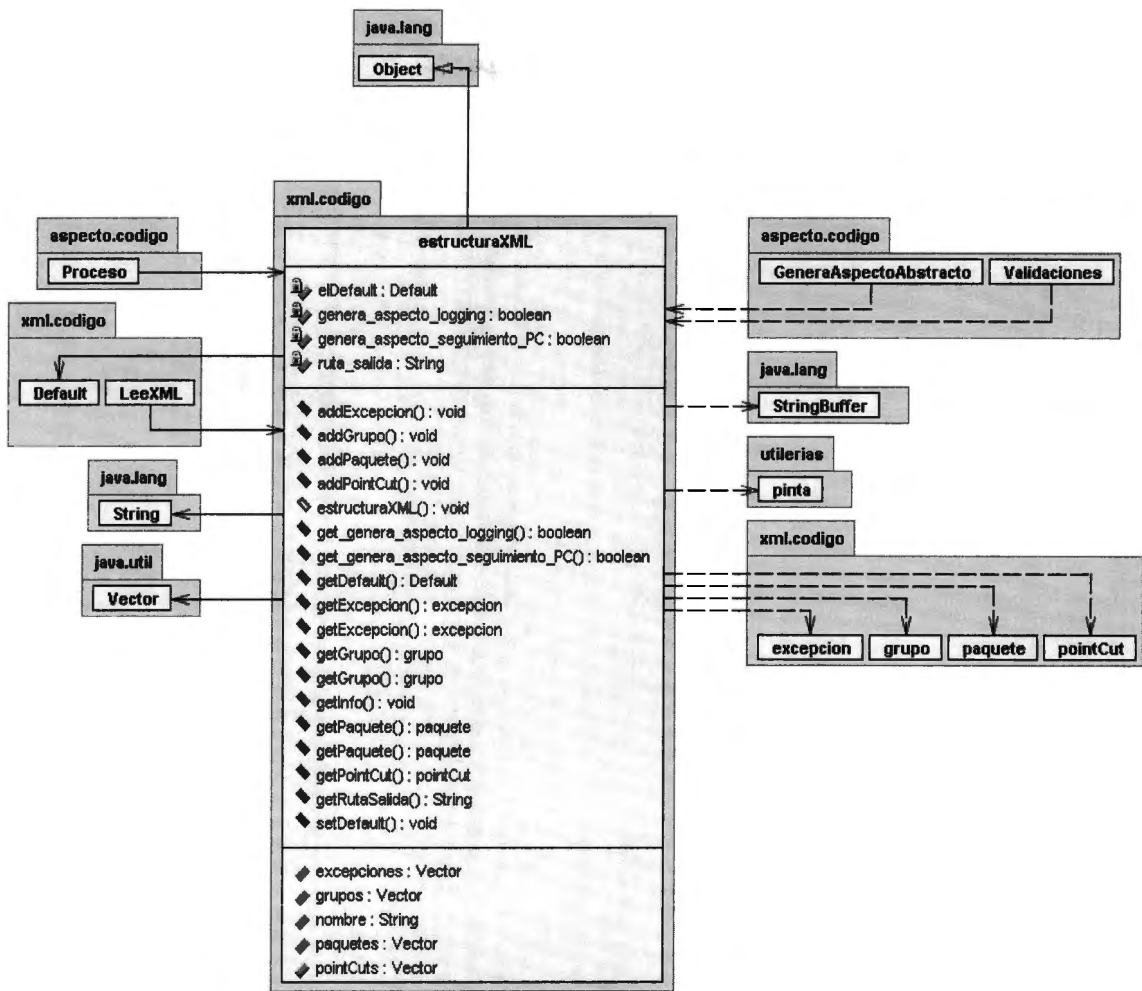 java.lang
Object
xml.codigo
estructuraXML
elDefault : Default
genera_aspecto_logging : boolean
genera_aspecto_seguimiento_PC : boolean
ruta_salida : String
addExcepcion() : void
addGrupo() : void
addPaquete() : void
addPointCut() : void
estructuraXML() : void
get_genera_aspecto_logging() : boolean
get_genera_aspecto_seguimiento_PC() : boolean
getDefault() : Default
getExcepcion() : excepcion
getExcepcion() : excepcion
getGrupo() : grupo
getGrupo() : grupo
getInfo() : void
getPaquete() : paquete
getPaquete() : paquete
getPointCut() : pointCut
getRutaSalida() : String
setDefault() : void
excepciones : Vector
grupos : Vector
nombre : String
paquetes : Vector
pointCuts : Vector
aspecto.codigo
Proceso
xml.codigo
Default LeeXML
java.lang
String
java.util
Vector
aspecto.codigo
GeneraAspectoAbstracto Validaciones
java.lang
StringBuffer
utilerias
pinta
xml.codigo
excepcion grupo paquete pointCut